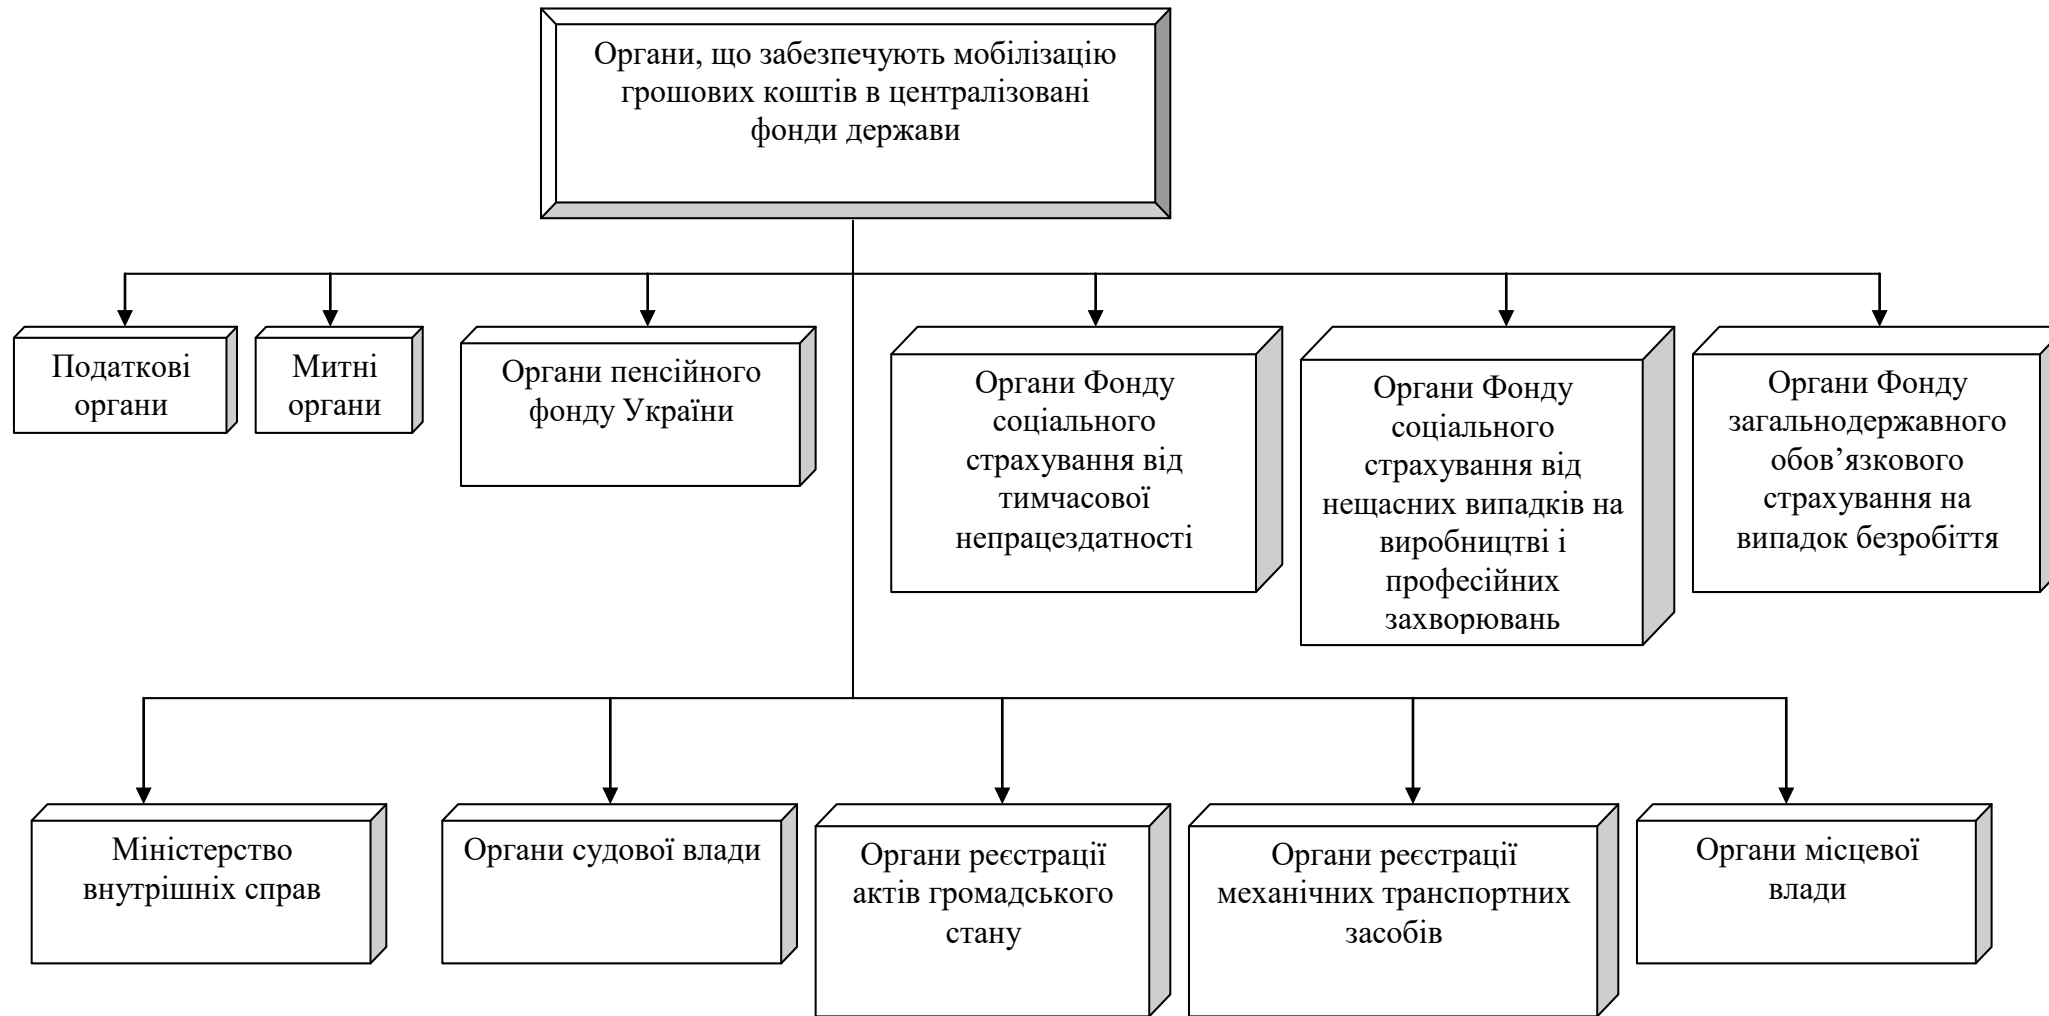 Органи, що забезпечують мобілізацію
грошових коштів в централізовані
фонди держави
Податкові
органи
Митні
органи
Органи пенсійного
фонду України
Органи Фонду
соціального
страхування від
тимчасової
непрацездатності
Органи Фонду
соціального
страхування від
нещасних випадків на
виробництві і
професійних
захворювань
Органи Фонду
загальнодержавного
обов’язкового
страхування на
випадок безробіття
Міністерство
внутрішніх справ
Органи судової влади
Органи реєстрації
актів громадського
стану
Органи реєстрації
механічних транспортних
засобів
Органи місцевої
влади